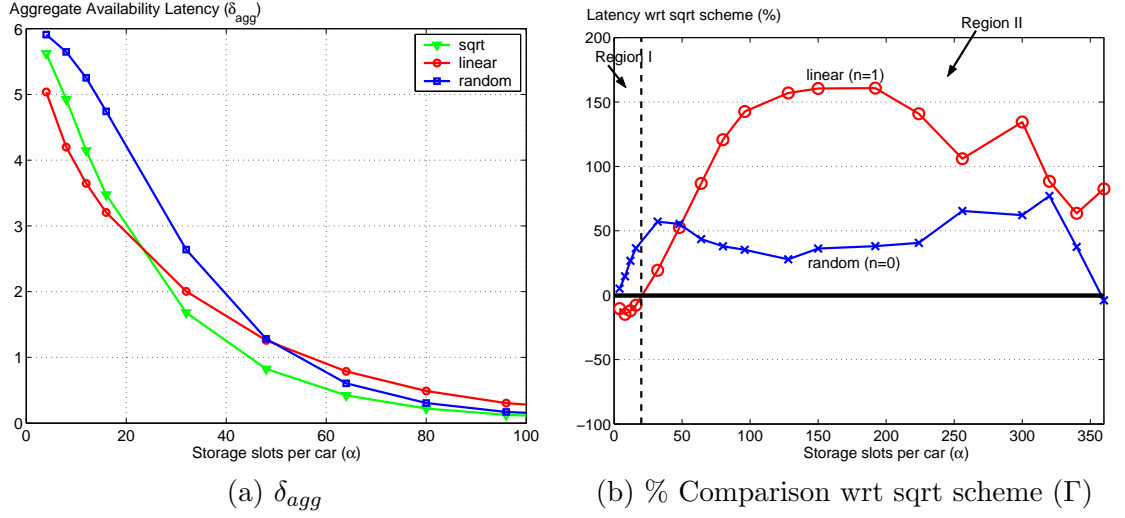 Aggregate Availability Latency (δagg)
6
5
4
3
2
1
0
0 20 40 60 80 100
Storage slots per car (α)
sqrt
linear
random
(a) δagg
Latency wrt sqrt scheme (%)
Region I
Region II
linear (n=1)
random (n=0)
200
150
100
50
0
−50
−100
0 50 100 150 200 250 300 350
Storage slots per car (α)
(b) % Comparison wrt sqrt scheme (Γ)